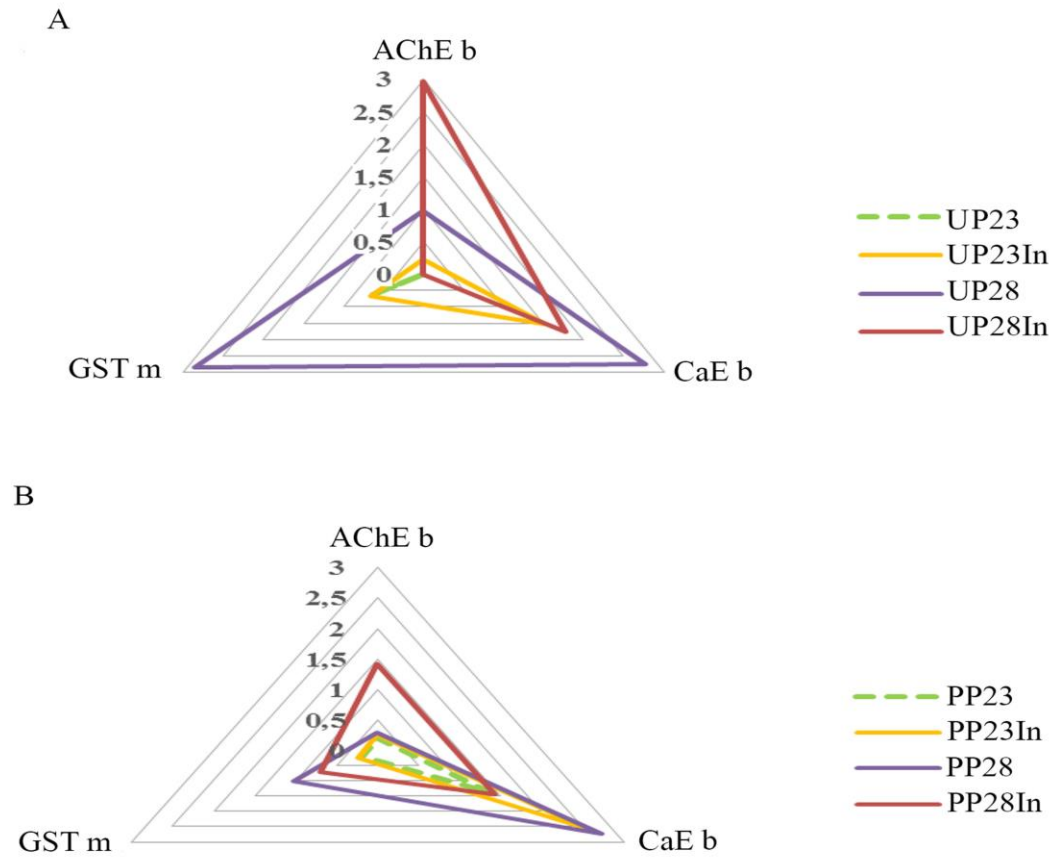 A
AChE b
3
2,5
2
1,5
1
0,5
0
GST m
CaE b
UP23
UP23In
UP28
UP28In
B
AChE b
3
2,5
2
1,5
1
0,5
0
GST m
CaE b
PP23
PP23In
PP28
PP28In